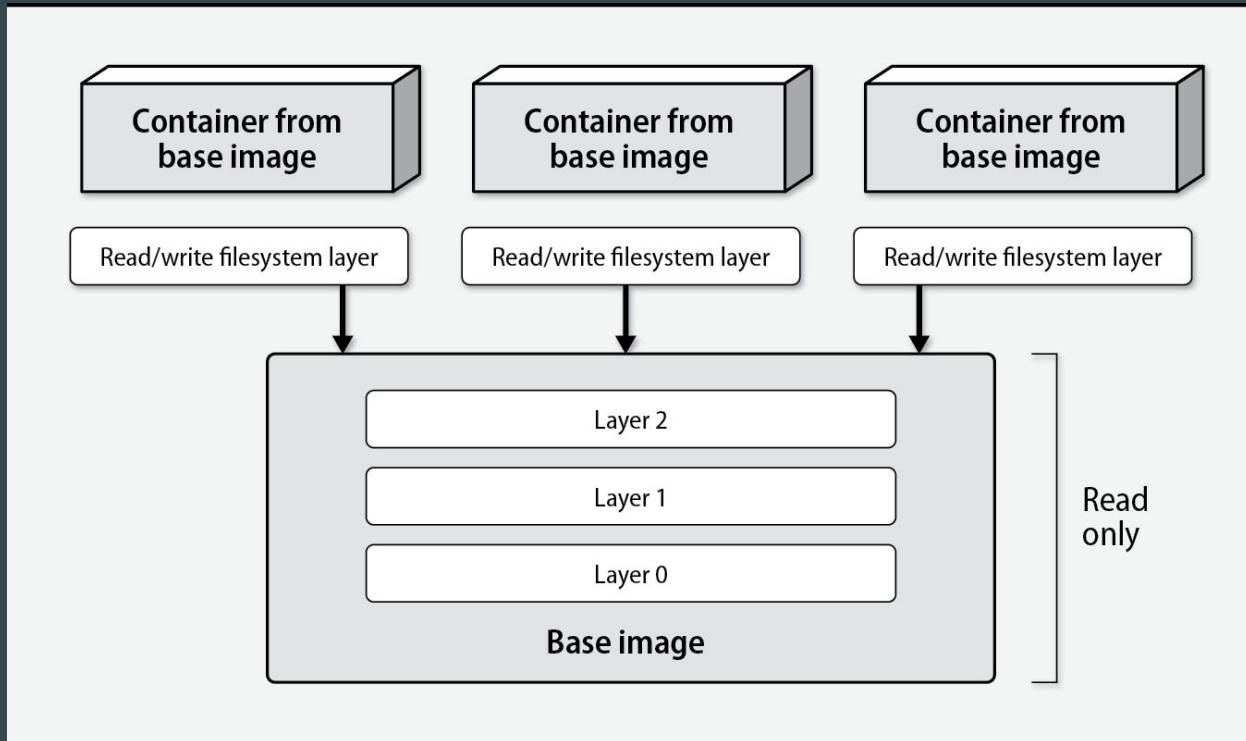 Container from
base image
Container from
base image
Container from
base image
Read/write filesystem layer
Read/write filesystem layer
Read/write filesystem layer
Layer 2
Layer 1
Layer 0
Base image
Read
only